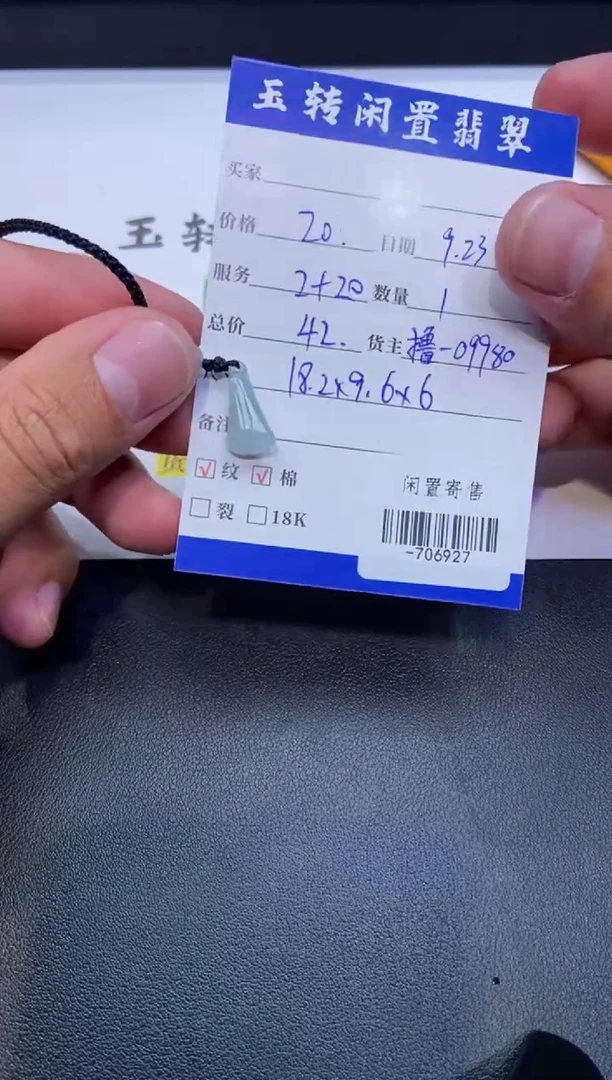 玉转闲置翡翠
买家
价格 20. 日期 9.23
服务 2+20 数量 1
总价 42. 货主 撸-09980
18.2x9.6x6
备注
纹 棉
裂 18K
闲置寄售
-706927
玉转